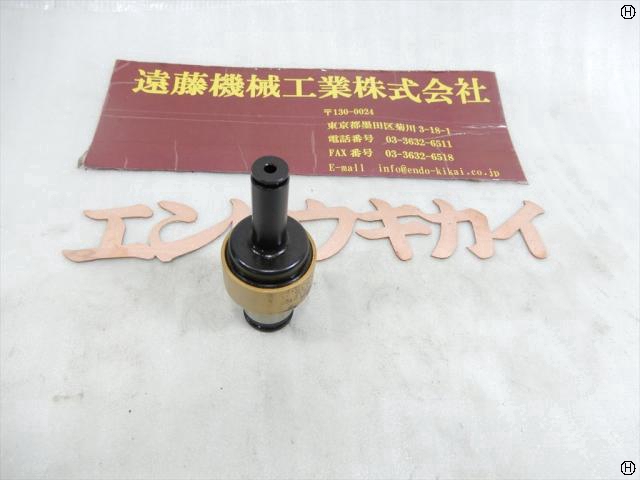 Ⓗ
遠藤機械工業株式会社
〒130-0024
東京都墨田区菊川3-18-1
電話番号 03-3632-6511
FAX番号 03-3632-6518
E-mail info@endo-kikai.co.jp
エンドウキカイ
Ⓗ